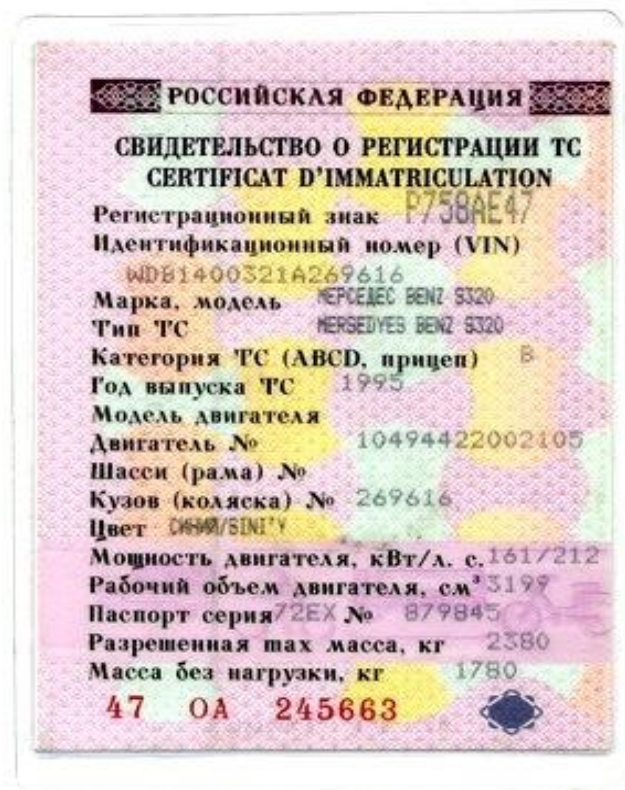 РОССИЙСКАЯ ФЕДЕРАЦИЯ
СВИДЕТЕЛЬСТВО О РЕГИСТРАЦИИ ТС
CERTIFICAT D'IMMATRICULATION
Регистрационный знак Р758АЕ47
Идентификационный номер (VIN)
WDB1400321A269616
Марка, модель МЕРСЕДЕС BENZ S320
Тип ТС MERSEDYES BENZ S320
Категория ТС (ABCD, прицеп) B
Год выпуска ТС 1995
Модель двигателя
Двигатель № 10494422002105
Шасси (рама) №
Кузов (коляска) № 269616
Цвет СИНИЙ/SINI'Y
Мощность двигателя, кВт/л. с. 161/212
Рабочий объем двигателя, см³ 3199
Паспорт серия 72ЕХ № 879845
Разрешенная max масса, кг 2380
Масса без нагрузки, кг 1780
47 ОА 245663